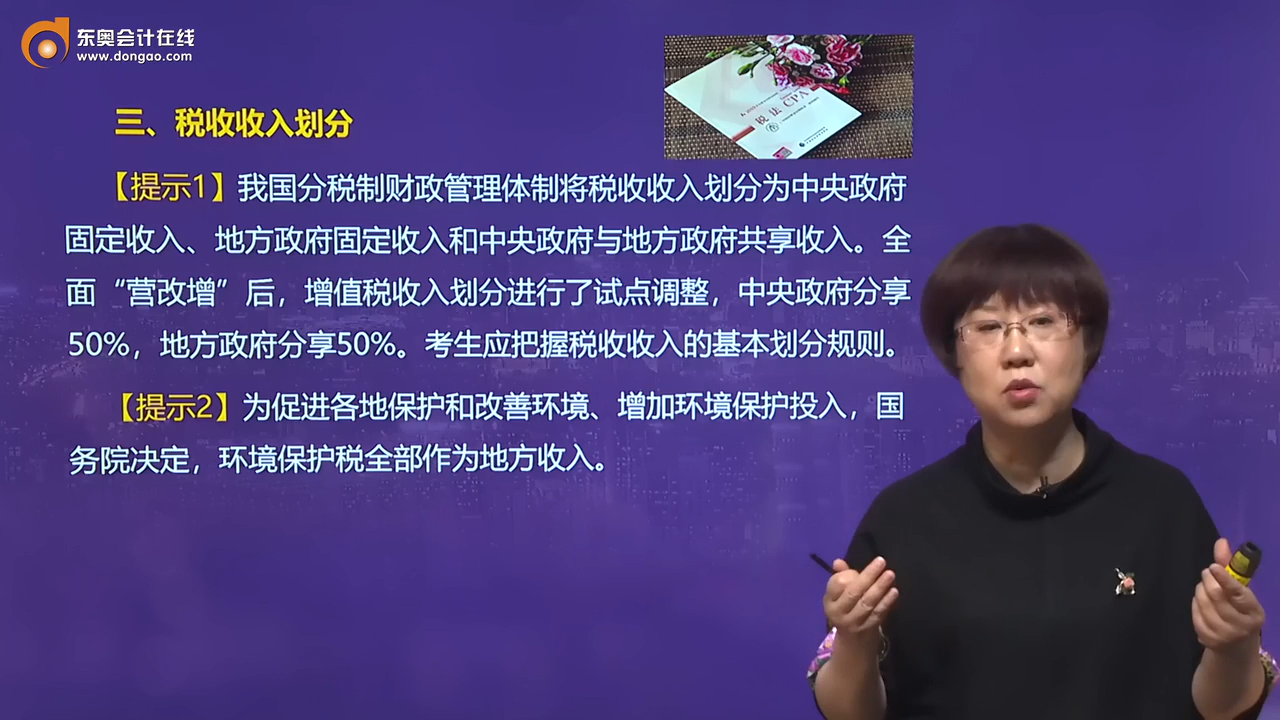 东奥会计在线
www.dongao.com
税法 CPA
三、税收收入划分
【提示1】我国分税制财政管理体制将税收收入划分为中央政府
固定收入、地方政府固定收入和中央政府与地方政府共享收入。全
面“营改增”后，增值税收入划分进行了试点调整，中央政府分享
50%，地方政府分享50%。考生应把握税收收入的基本划分规则。
【提示2】为促进各地保护和改善环境、增加环境保护投入，国
务院决定，环境保护税全部作为地方收入。